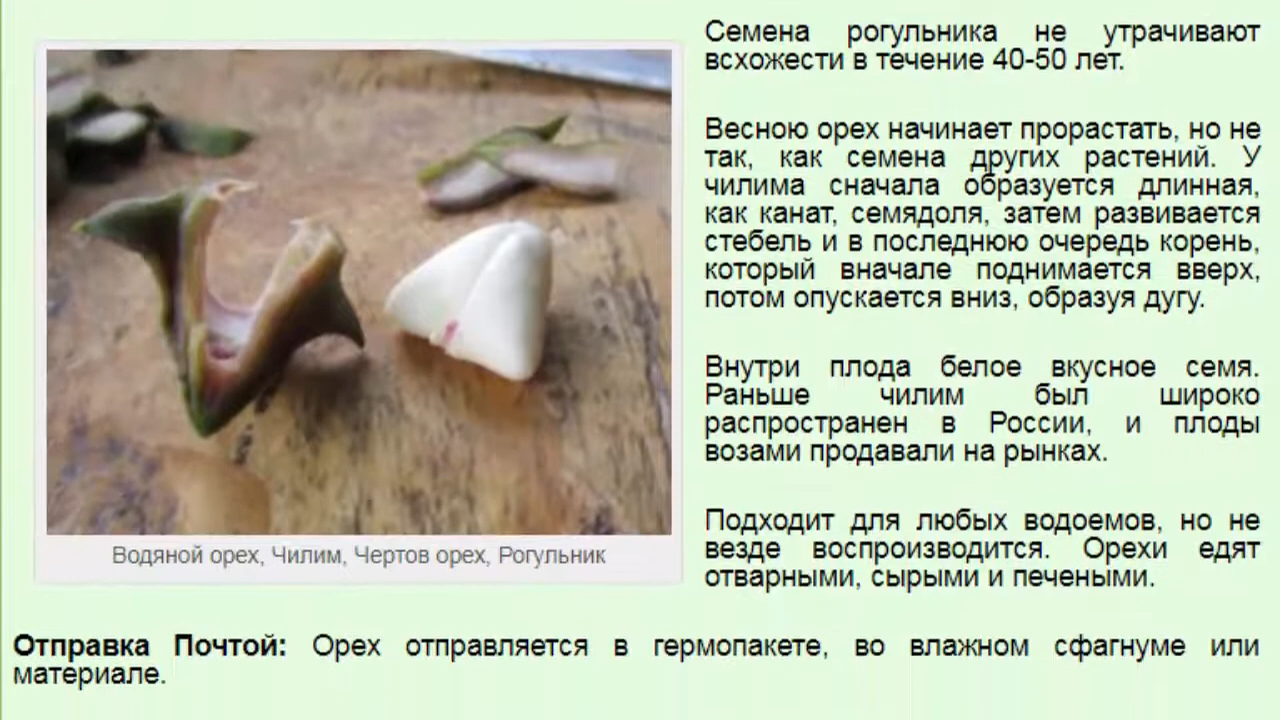 Семена рогульника не утрачивают
всхожести в течение 40-50 лет.
Весною орех начинает прорастать, но не
так, как семена других растений. У
чилима сначала образуется длинная,
как канат, семядоля, затем развивается
стебель и в последнюю очередь корень,
который вначале поднимается вверх,
потом опускается вниз, образуя дугу.
Внутри плода белое вкусное семя.
Раньше чилим был широко
распространен в России, и плоды
возами продавали на рынках.
Подходит для любых водоемов, но не
везде воспроизводится. Орехи едят
отварными, сырыми и печеными.
Водяной орех, Чилим, Чертов орех, Рогульник
Отправка Почтой: Орех отправляется в гермопакете, во влажном сфагнуме или
материале.